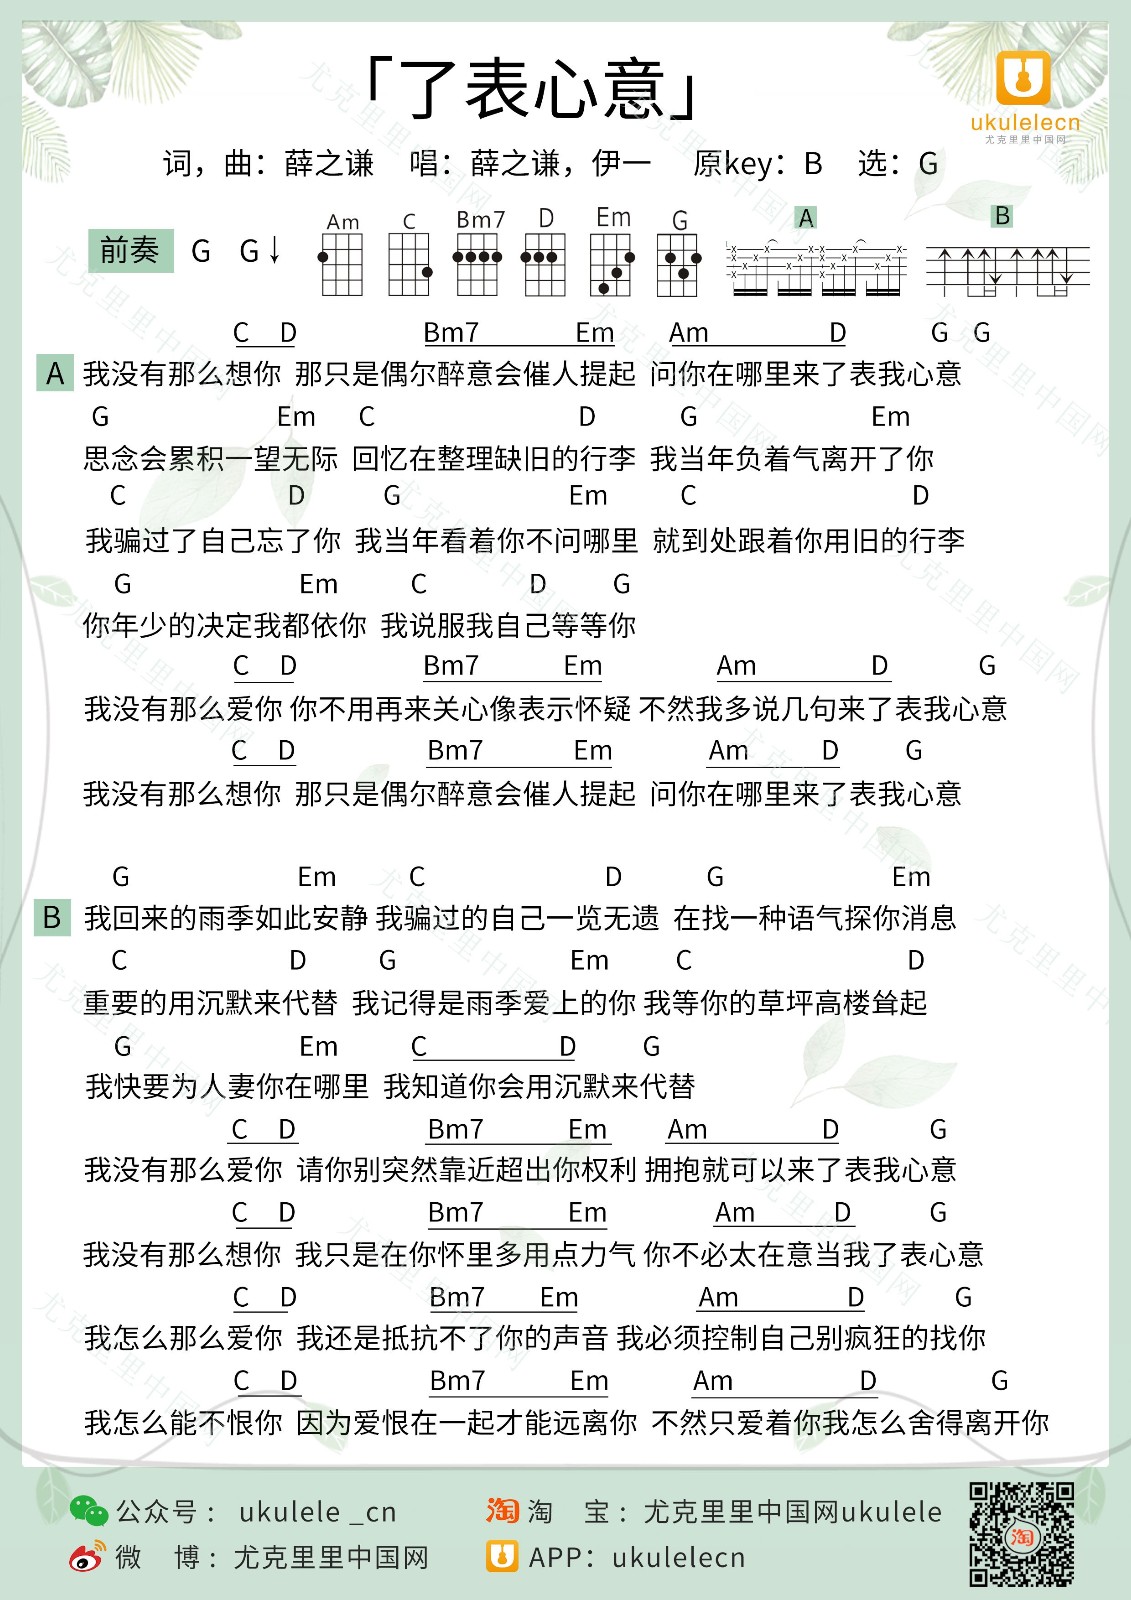 「了表心意」
ukulelecn
尤克里里中国网
词，曲：薛之谦 唱：薛之谦，伊一 原key：B 选：G
前奏 G G↓ Am C Bm7 D Em G A B
C D Bm7 Em Am D G G
A 我没有那么想你 那只是偶尔醉意会催人提起 问你在哪里来了表我心意
G Em C D G Em
思念会累积一望无际 回忆在整理缺旧的行李 我当年负着气离开了你
C D G Em C D
我骗过了自己忘了你 我当年看着你不问哪里 就到处跟着你用旧的行李
G Em C D G
你年少的决定我都依你 我说服我自己等等你
C D Bm7 Em Am D G
我没有那么爱你 你不用再来关心像表示怀疑 不然我多说几句来了表我心意
C D Bm7 Em Am D G
我没有那么想你 那只是偶尔醉意会催人提起 问你在哪里来了表我心意
G Em C D G Em
B 我回来的雨季如此安静 我骗过的自己一览无遗 在找一种语气探你消息
C D G Em C D
重要的用沉默来代替 我记得是雨季爱上的你 我等你的草坪高楼耸起
G Em C D G
我快要为人妻你在哪里 我知道你会用沉默来代替
C D Bm7 Em Am D G
我没有那么爱你 请你别突然靠近超出你权利 拥抱就可以来了表我心意
C D Bm7 Em Am D G
我没有那么想你 我只是在你怀里多用点力气 你不必太在意当我了表心意
C D Bm7 Em Am D G
我怎么那么爱你 我还是抵抗不了你的声音 我必须控制自己别疯狂的找你
C D Bm7 Em Am D G
我怎么能不恨你 因为爱恨在一起才能远离你 不然只爱着你我怎么舍得离开你
公众号： ukulele _cn 淘 淘 宝：尤克里里中国网ukulele
微 博：尤克里里中国网 APP：ukulelecn
淘